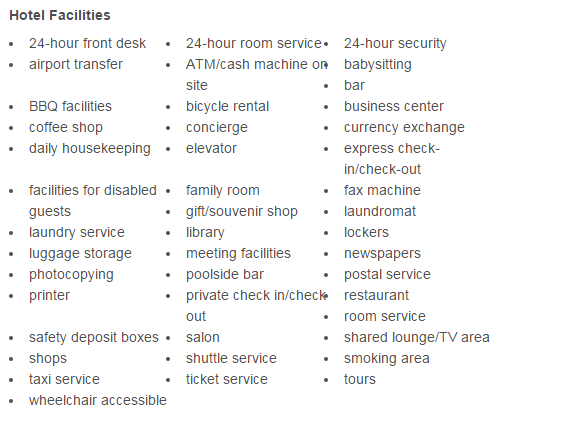 Hotel Facilities
24-hour front desk
24-hour room service
24-hour security
airport transfer
ATM/cash machine on
site
babysitting
bar
BBQ facilities
bicycle rental
business center
coffee shop
concierge
currency exchange
daily housekeeping
elevator
express check-
in/check-out
facilities for disabled
guests
family room
fax machine
gift/souvenir shop
laundromat
laundry service
library
lockers
luggage storage
meeting facilities
newspapers
photocopying
poolside bar
postal service
printer
private check in/check
out
restaurant
room service
safety deposit boxes
salon
shared lounge/TV area
shops
shuttle service
smoking area
taxi service
ticket service
tours
wheelchair accessible